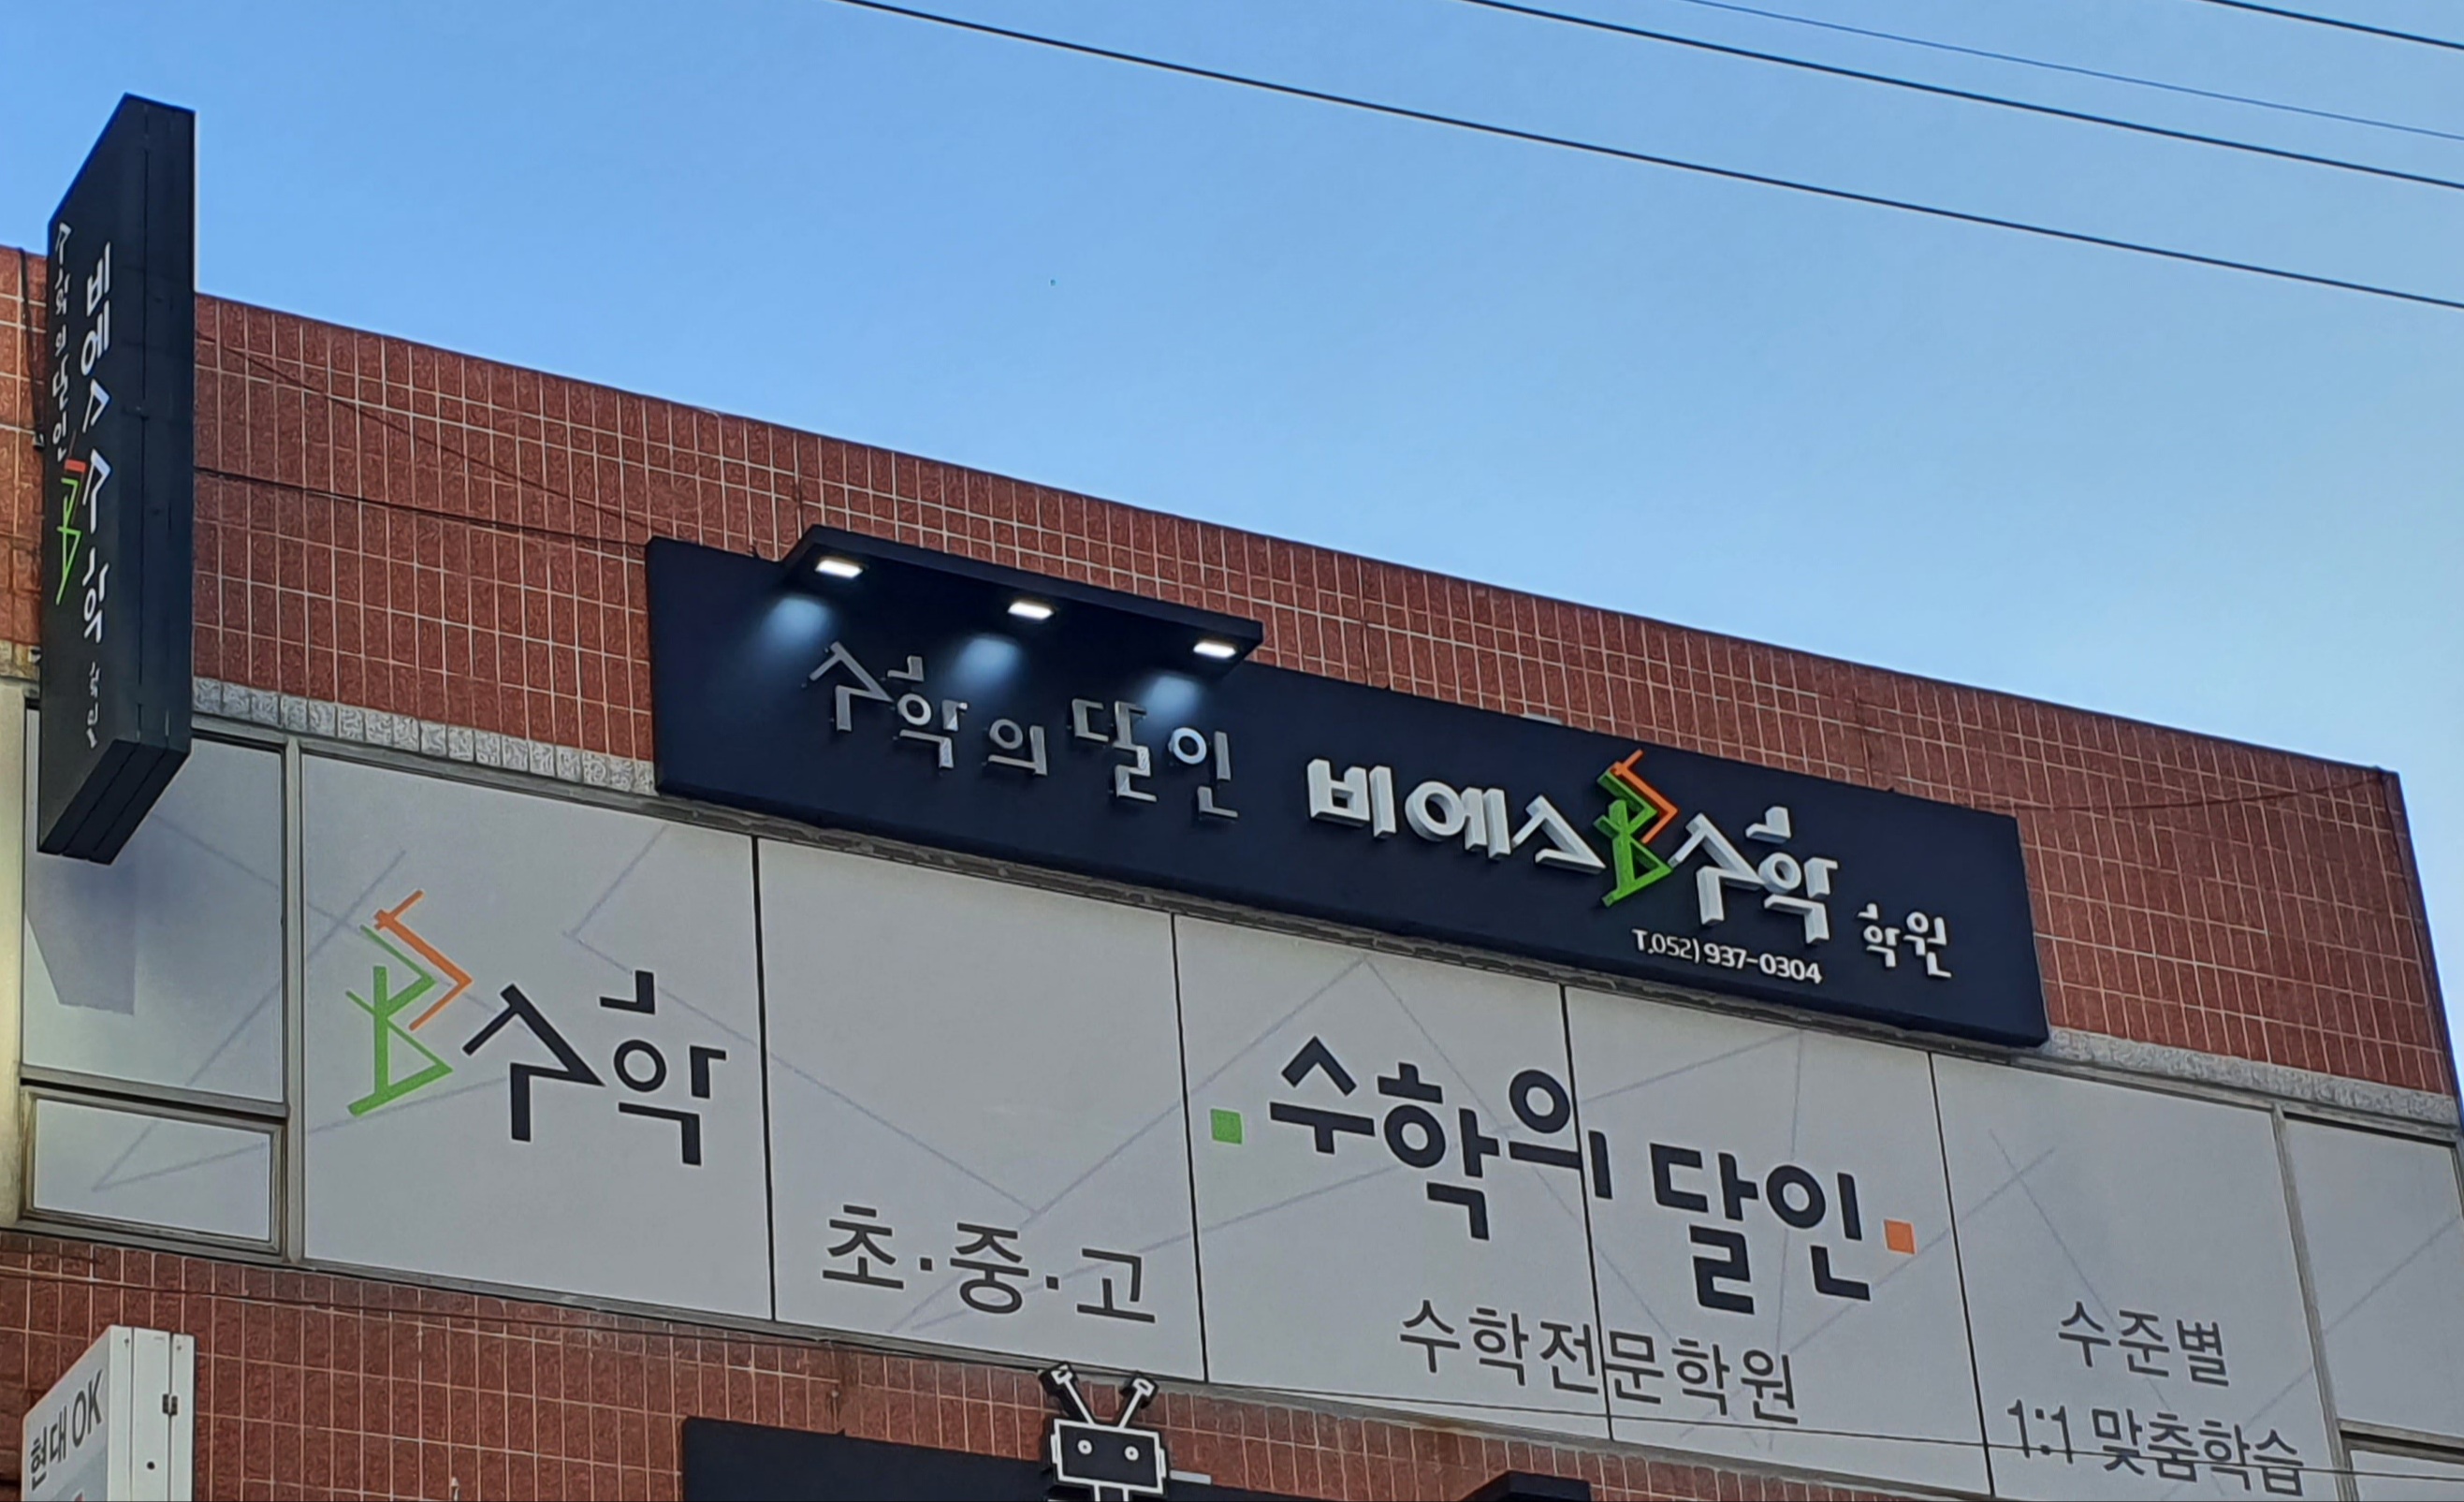 수학의 달인
비에스 수학 학원
수학의 달인 비에스 수학 학원
T.052) 937-0304
수학
초·중·고
수학의 달인
수학전문학원
수준별
1:1 맞춤학습
현대 OK